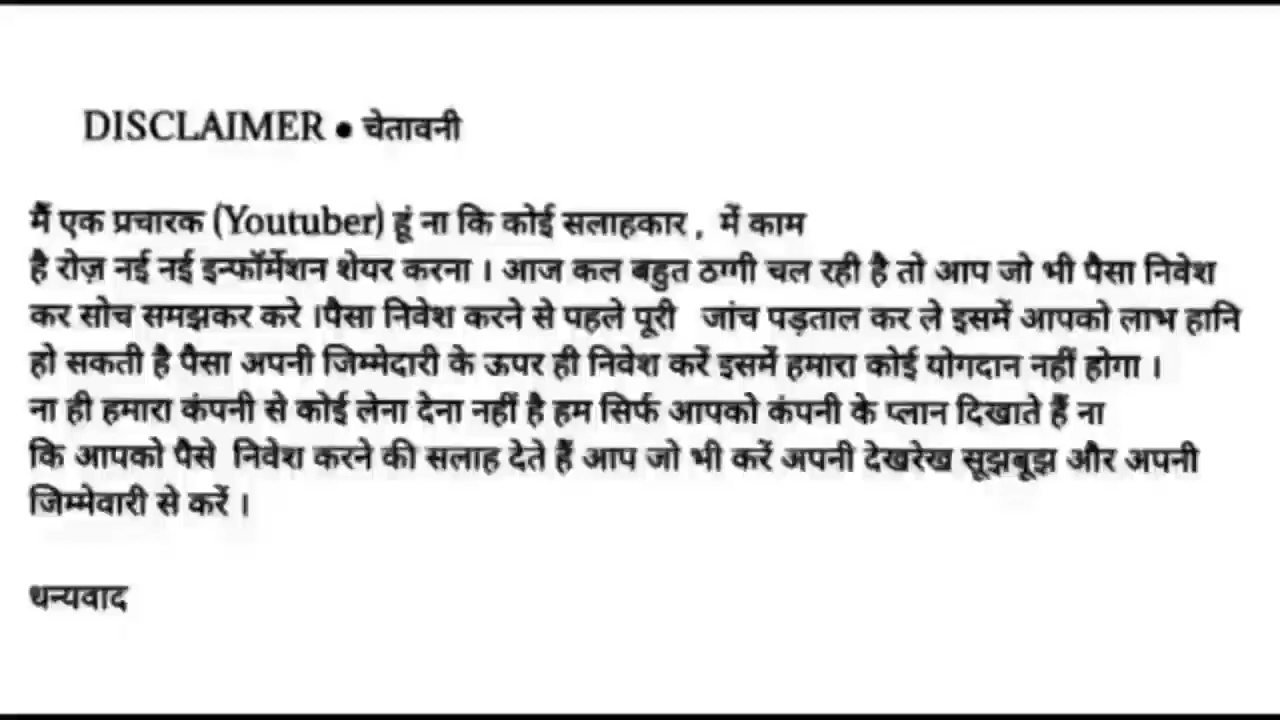 DISCLAIMER • चेतावनी
मैं एक प्रचारक (Youtuber) हूं ना कि कोई सलाहकार , में काम
है रोज़ नई नई इन्फॉर्मेशन शेयर करना । आज कल बहुत ठग्गी चल रही है तो आप जो भी पैसा निवेश
कर सोच समझकर करे ।पैसा निवेश करने से पहले पूरी जांच पड़ताल कर ले इसमें आपको लाभ हानि
हो सकती है पैसा अपनी जिम्मेदारी के ऊपर ही निवेश करें इसमें हमारा कोई योगदान नहीं होगा ।
ना ही हमारा कंपनी से कोई लेना देना नहीं है हम सिर्फ आपको कंपनी के प्लान दिखाते हैं ना
कि आपको पैसे निवेश करने की सलाह देते हैं आप जो भी करें अपनी देखरेख सूझबूझ और अपनी
जिम्मेवारी से करें ।
धन्यवाद